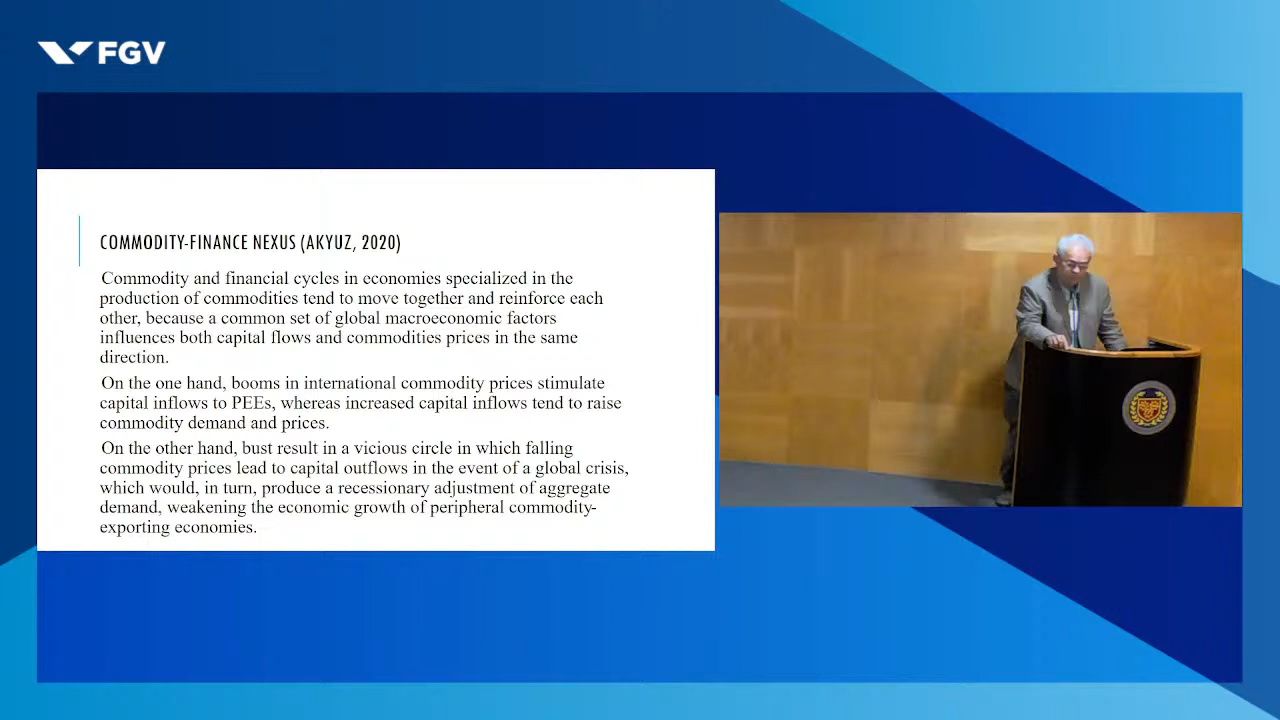 FGV
COMMODITY-FINANCE NEXUS (AKYUZ, 2020)
Commodity and financial cycles in economies specialized in the
production of commodities tend to move together and reinforce each
other, because a common set of global macroeconomic factors
influences both capital flows and commodities prices in the same
direction.
On the one hand, booms in international commodity prices stimulate
capital inflows to PEEs, whereas increased capital inflows tend to raise
commodity demand and prices.
On the other hand, bust result in a vicious circle in which falling
commodity prices lead to capital outflows in the event of a global crisis,
which would, in turn, produce a recessionary adjustment of aggregate
demand, weakening the economic growth of peripheral commodity-
exporting economies.